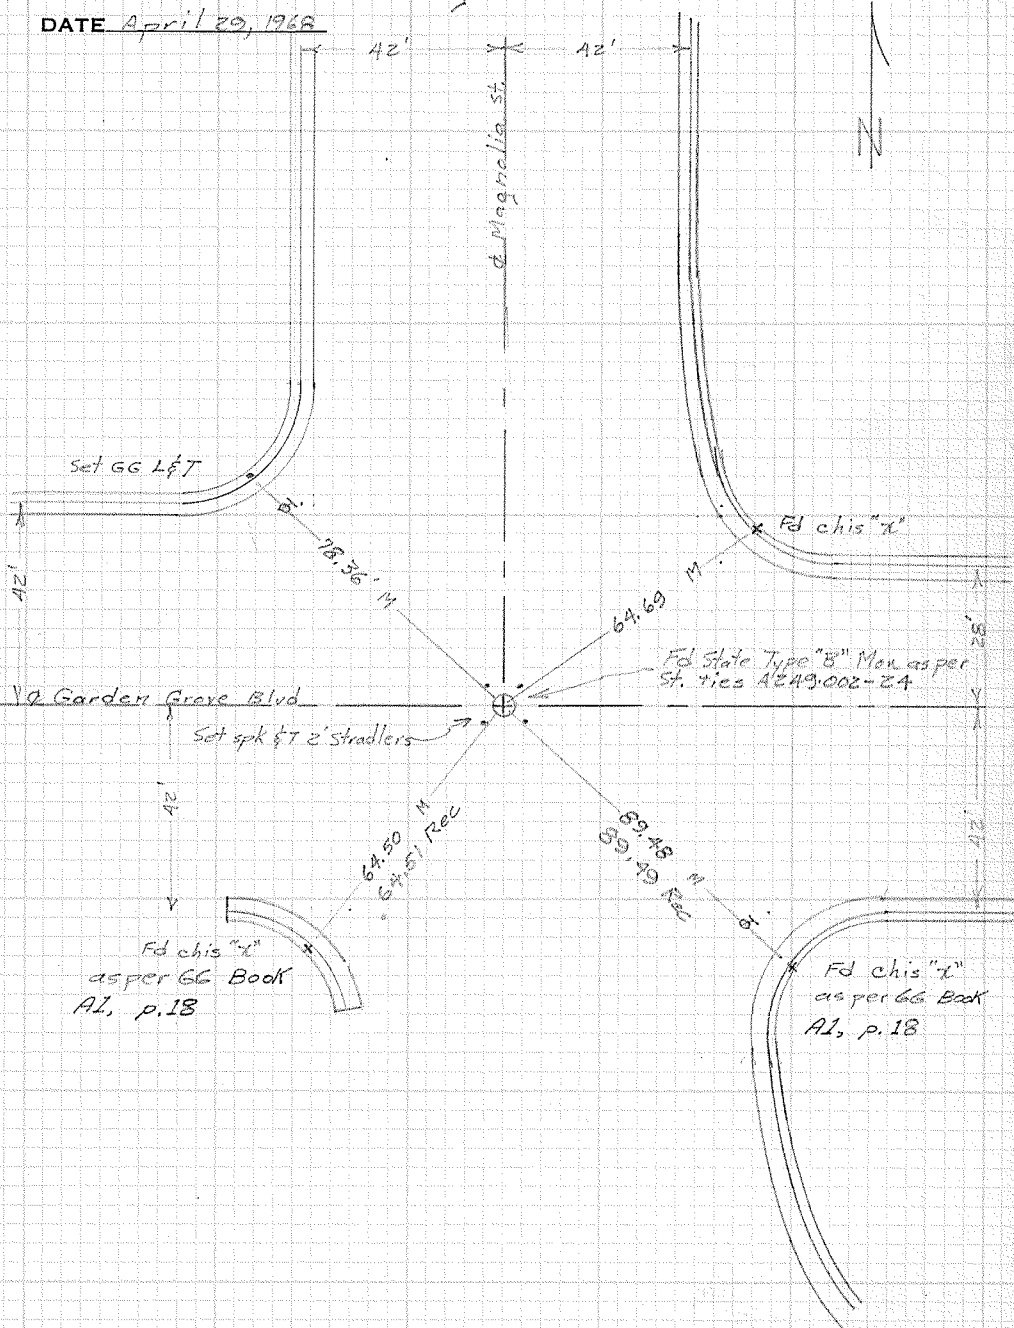 DATE April 29, 1968
42'
42'
℄ Magnolia St.
N
Set GG L&T
Bl.
78.36' M
Fd chis "x"
M
64.69
42'
28'
Fd State Type "B" Mon as per
St. ties A249.002-24
℄ Garden Grove Blvd
Set spk & T 2' Stradlers
42'
42'
64.50 M
64.51 Rec
89.48 M
89.49 Rec
Bl.
Fd chis "x"
as per GG Book
A1, p.18
Fd chis "x"
as per GG Book
A1, p.18